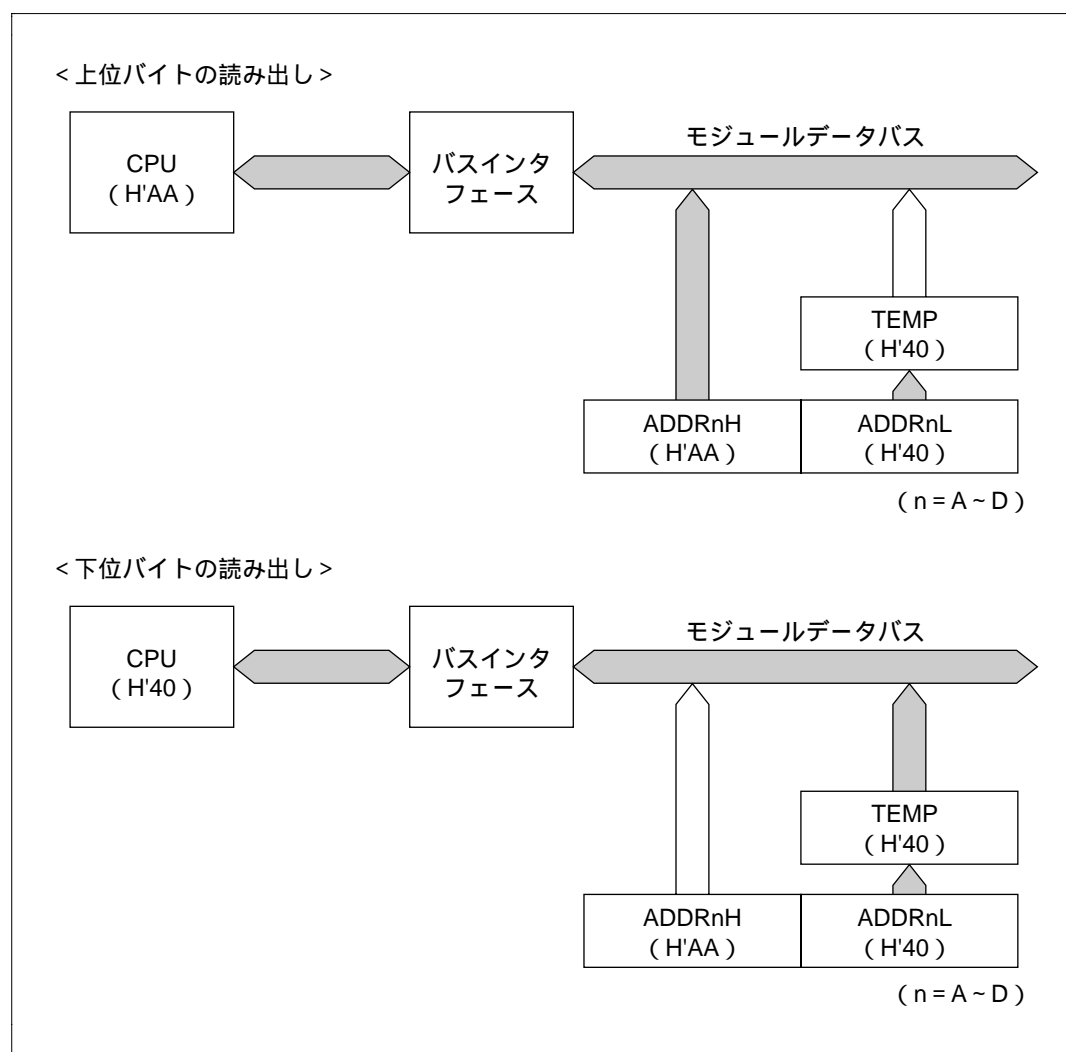 ＜上位バイトの読み出し＞
モジュールデータバス
CPU
（H'AA）
バスインタ
フェース
TEMP
（H'40）
ADDRnH
（H'AA）
ADDRnL
（H'40）
（n = A ~ D）
＜下位バイトの読み出し＞
モジュールデータバス
CPU
（H'40）
バスインタ
フェース
TEMP
（H'40）
ADDRnH
（H'AA）
ADDRnL
（H'40）
（n = A ~ D）